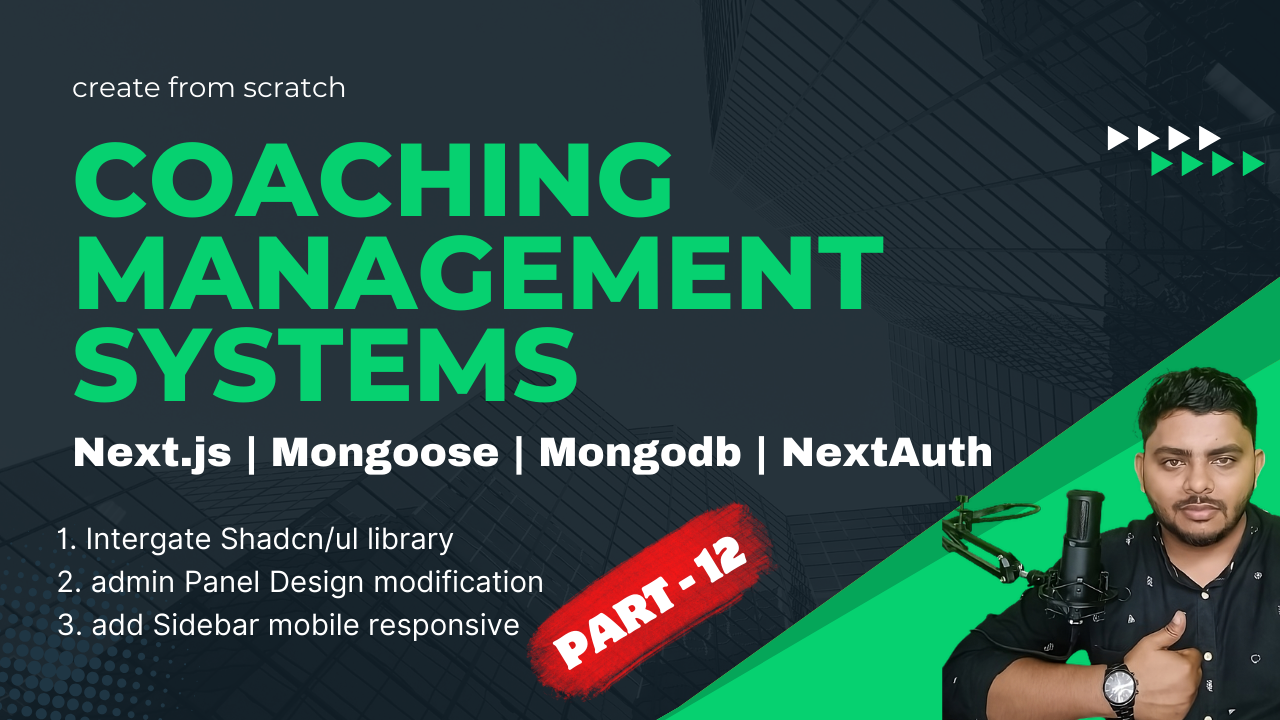 create from scratch
COACHING
MANAGEMENT
SYSTEMS
Next.js | Mongoose | Mongodb | NextAuth
1. Intergate Shadcn/uI library
2. admin Panel Design modification
3. add Sidebar mobile responsive
PART - 12